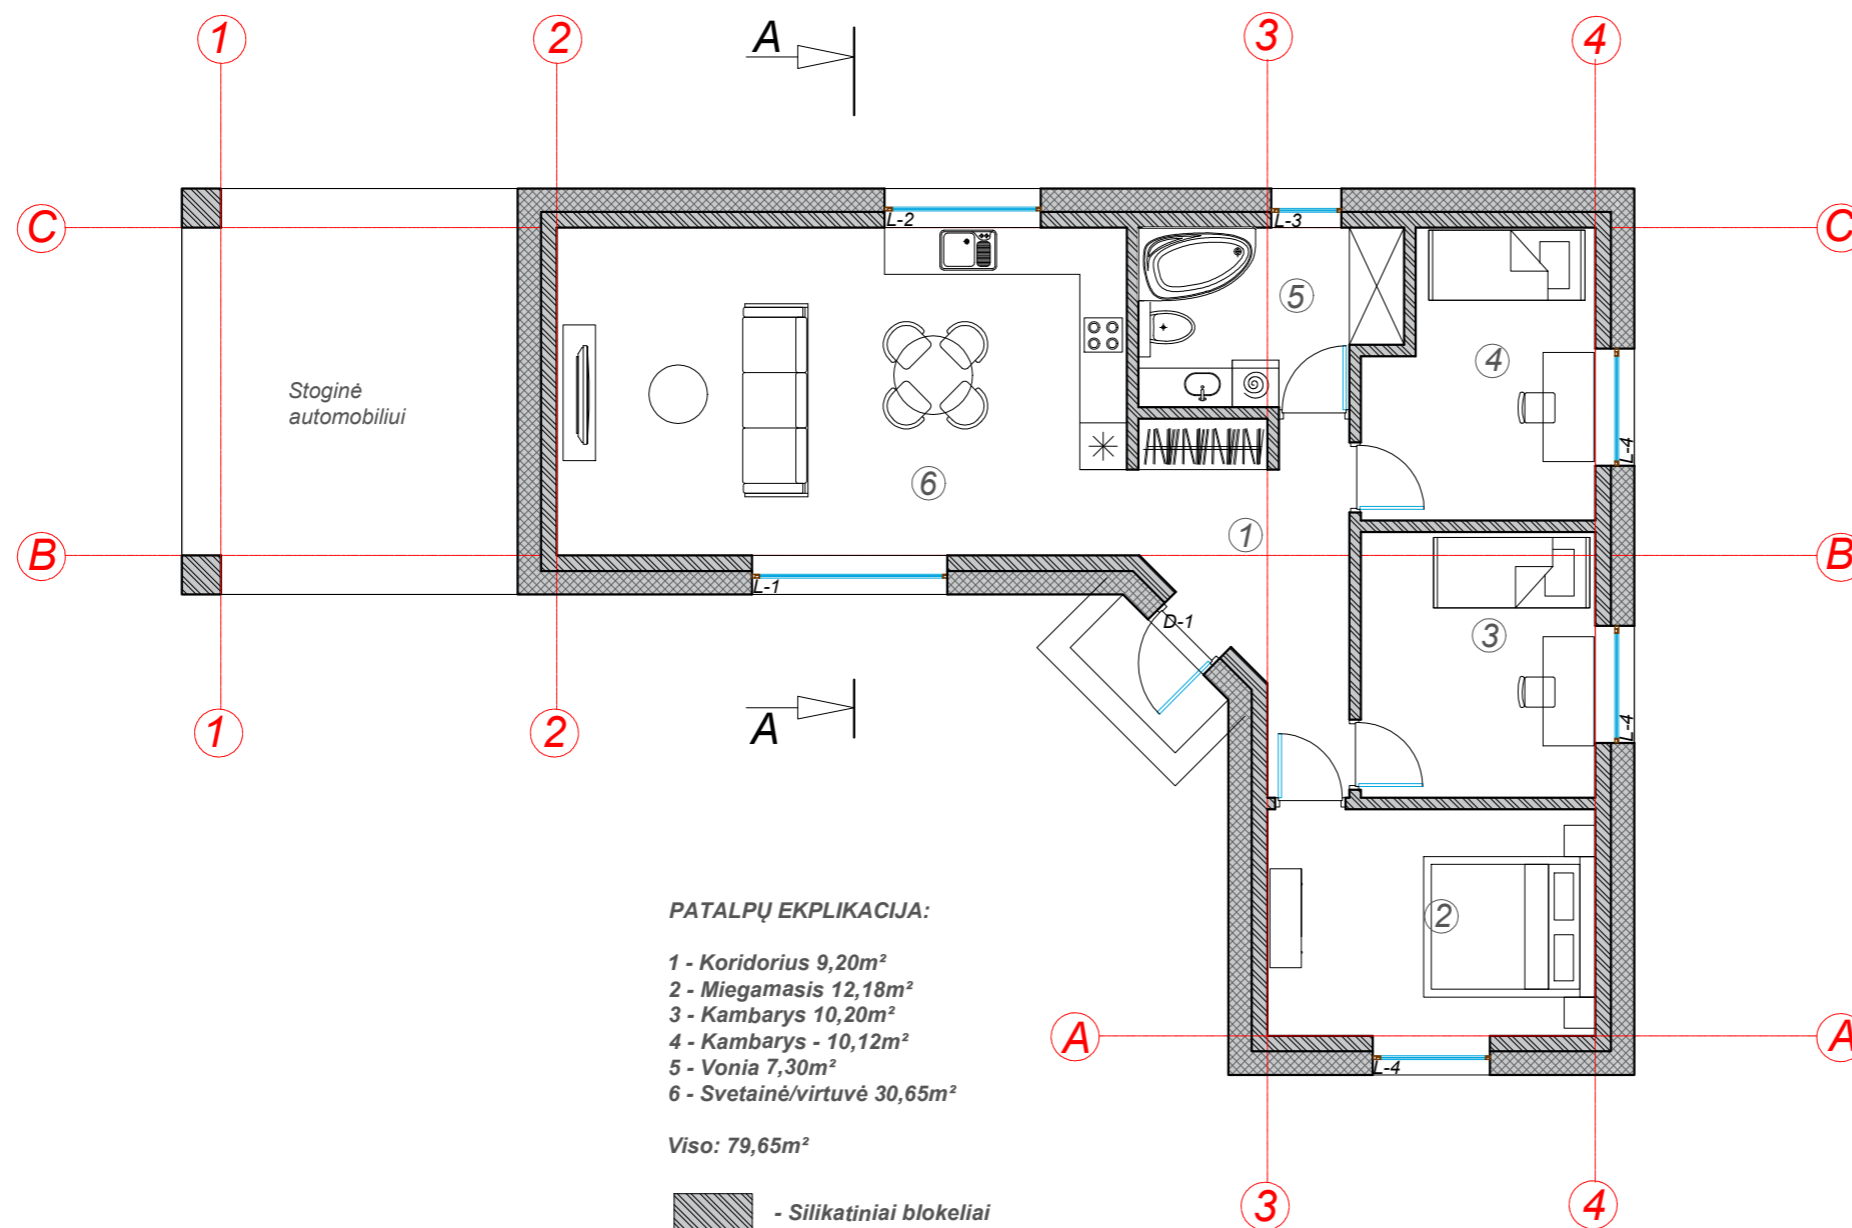 1 2 A 3 4
C L-2 L-3 C
5
4
Stoginė
automobiliui
L-4
6
1
B B
L-1
D-1
3
1 2 A L-4
PATALPŲ EKPLIKACIJA:
2
1 - Koridorius 9,20m²
2 - Miegamasis 12,18m²
3 - Kambarys 10,20m²
4 - Kambarys - 10,12m²
A A
5 - Vonia 7,30m²
L-4
6 - Svetainė/virtuvė 30,65m²
Viso: 79,65m²
3 4
- Silikatiniai blokeliai